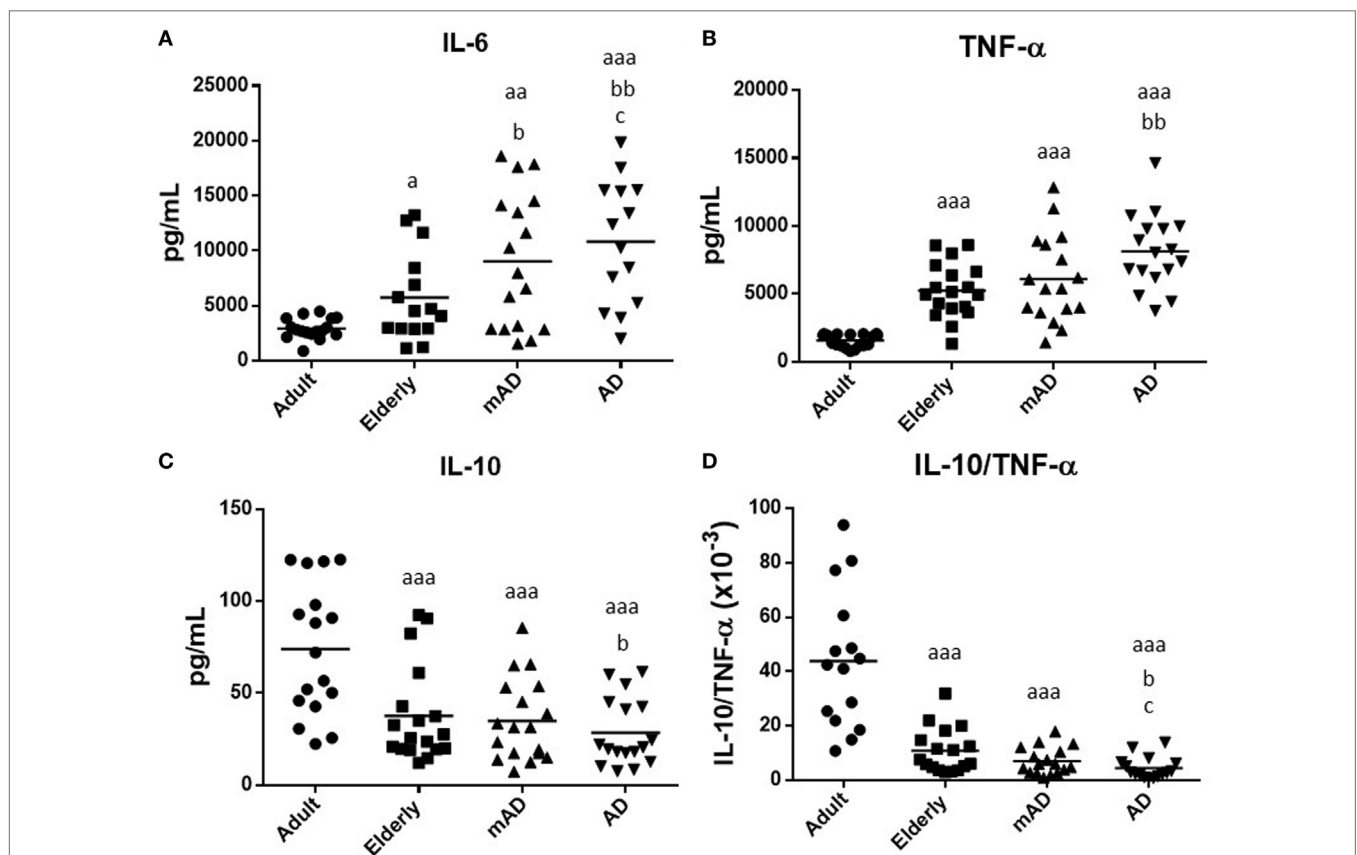 A
IL-6
25000
20000
15000
10000
5000
0
pg/mL
a
aa
b
aaa
bb
c
Adult
Elderly
mAD
AD
B
TNF-α
20000
15000
10000
5000
0
pg/mL
aaa
aaa
aaa
bb
Adult
Elderly
mAD
AD
C
IL-10
150
100
50
0
pg/mL
aaa
aaa
aaa
b
Adult
Elderly
mAD
AD
D
IL-10/TNF-α
100
80
60
40
20
0
IL-10/TNF-α (x10⁻³)
aaa
aaa
aaa
b
c
Adult
Elderly
mAD
AD